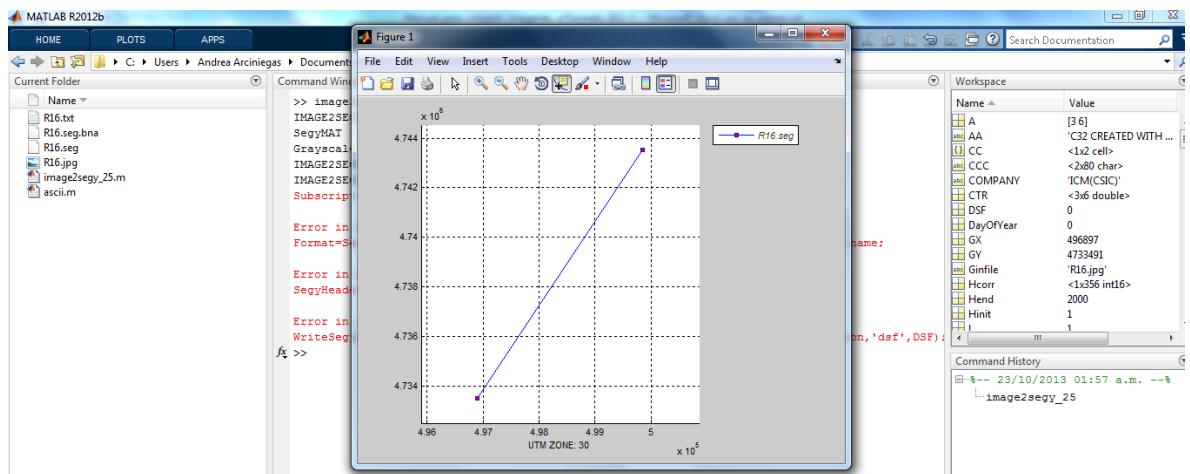 MATLAB R2012b
HOME PLOTS APPS
Search Documentation
C: Users Andrea Arciniegas Document
Current Folder
Name
R16.txt
R16.seg.bna
R16.seg
R16.jpg
image2segy_25.m
ascii.m
Command Wind
>> image
IMAGE2SE
SegyMAT
Grayscal
IMAGE2SE
IMAGE2SE
Subscrip
Error in
Format=S
name;
Error in
SegyHead
Error in
WriteSeg
on,'dsf',DSF);
fx >>
Figure 1
File Edit View Insert Tools Desktop Window Help
x 10^6
4.744
4.742
4.74
4.738
4.736
4.734
4.96 4.97 4.98 4.99 5
x 10^5
UTM ZONE: 30
R16.seg
Workspace
Name Value
A [3 6]
AA 'C32 CREATED WITH ...
CC <1x2 cell>
CCC <2x80 char>
COMPANY 'ICM(CSIC)'
CTR <3x6 double>
DSF 0
DayOfYear 0
GX 496897
GY 4733491
Ginfile 'R16.jpg'
Hcorr <1x356 int16>
Hend 2000
Hinit 1
Command History
%-- 23/10/2013 01:57 a.m. --%
image2segy_25